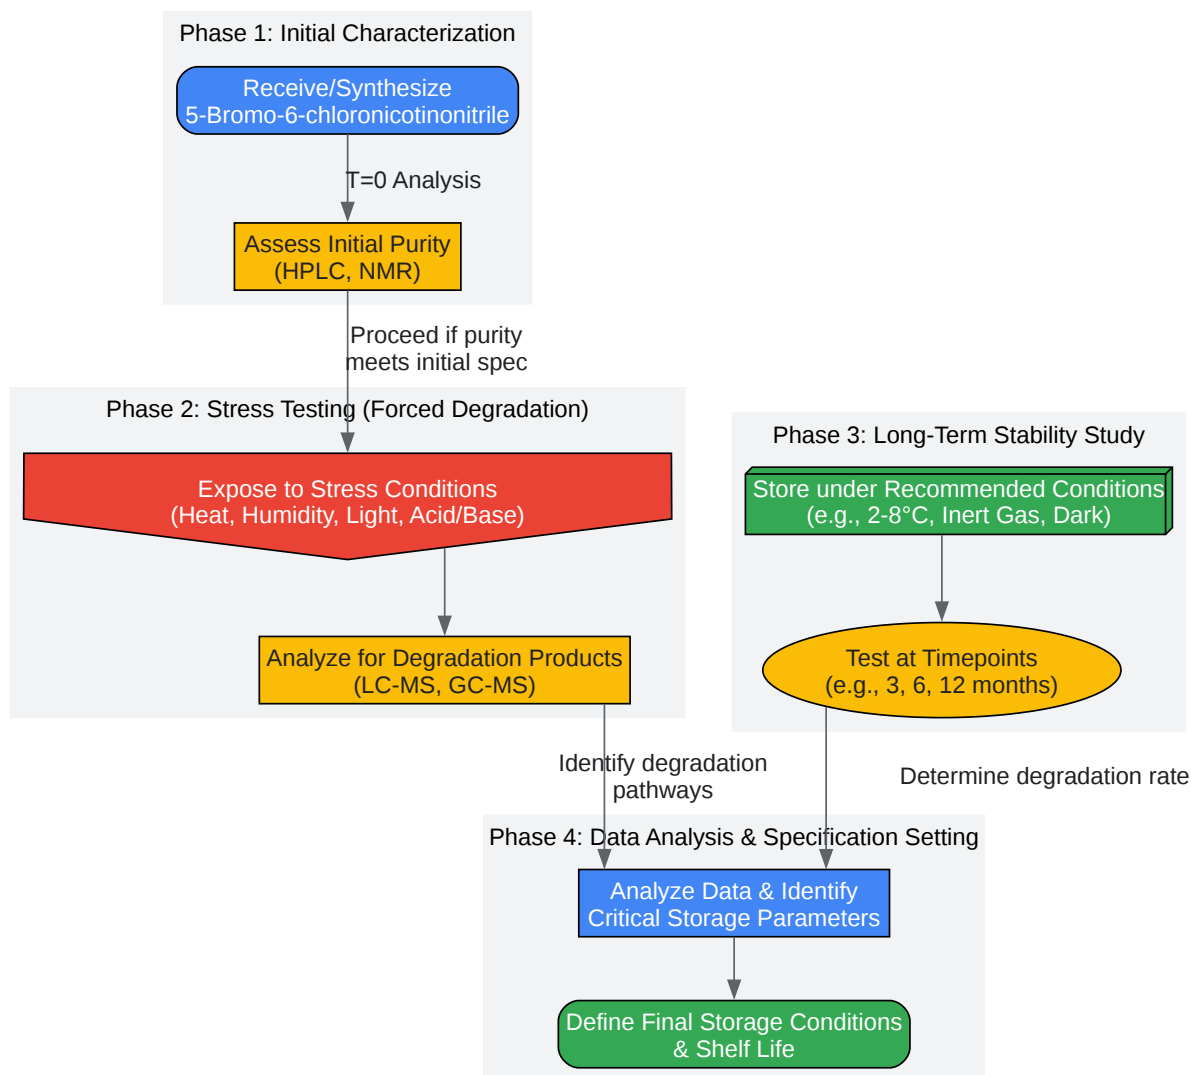 Phase 1: Initial Characterization
Receive/Synthesize
5-Bromo-6-chloronicotinonitrile
T=0 Analysis
Assess Initial Purity
(HPLC, NMR)
Proceed if purity
meets initial spec
Phase 2: Stress Testing (Forced Degradation)
Expose to Stress Conditions
(Heat, Humidity, Light, Acid/Base)
Analyze for Degradation Products
(LC-MS, GC-MS)
Phase 3: Long-Term Stability Study
Store under Recommended Conditions
(e.g., 2-8°C, Inert Gas, Dark)
Test at Timepoints
(e.g., 3, 6, 12 months)
Identify degradation
pathways
Determine degradation rate
Phase 4: Data Analysis & Specification Setting
Analyze Data & Identify
Critical Storage Parameters
Define Final Storage Conditions
& Shelf Life